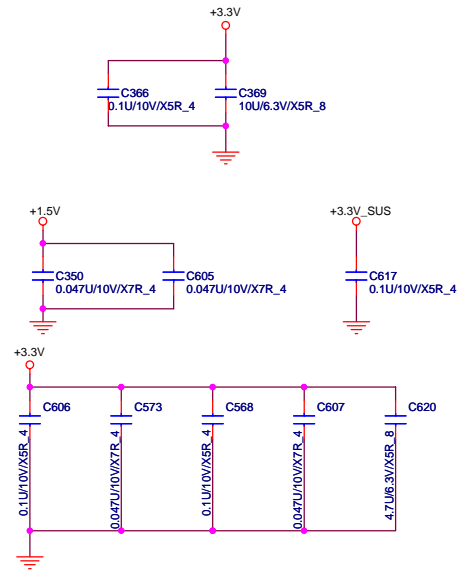 +3.3V
C366
0.1U/10V/X5R_4
C369
10U/6.3V/X5R_8
+1.5V
C350
0.047U/10V/X7R_4
C605
0.047U/10V/X7R_4
+3.3V_SUS
C617
0.1U/10V/X5R_4
+3.3V
C606
0.1U/10V/X5R_4
C573
0.047U/10V/X7R_4
C568
0.1U/10V/X5R_4
C607
0.047U/10V/X7R_4
C620
4.7U/6.3V/X5R_8